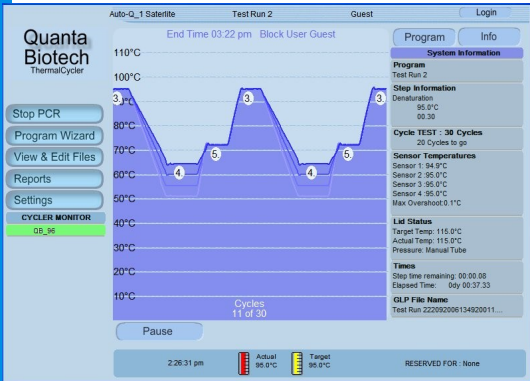 Auto-Q_1 Saterlite Test Run 2 Guest Login
Quanta
Biotech
ThermalCycler
End Time 03:22 pm Block User Guest
Program Info
System Information
Program
Test Run 2
Step Information
Denaturation
95.0°C
00.30
Cycle TEST : 30 Cycles
20 Cycles to go
Sensor Temperatures
Sensor 1: 94.9°C
Sensor 2 :95.0°C
Sensor 3 :95.0°C
Sensor 4 :95.0°C
Max Overshoot:0.1°C
Lid Status
Target Temp: 115.0°C
Actual Temp: 115.0°C
Pressure: Manual Tube
Times
Step time remaining: 00:00.08
Elapsed Time: 0dy 00:37.33
GLP File Name
Test Run 222092006134920011...
Stop PCR
Program Wizard
View & Edit Files
Reports
Settings
CYCLER MONITOR
QB_96
110°C
100°C
3. 3. 3.
80°C
5. 5.
70°C
4. 4.
60°C
50°C
40°C
30°C
20°C
10°C
Cycles
11 of 30
Pause
2:26:31 pm
Actual
95.0°C
Target
95.0°C
RESERVED FOR : None